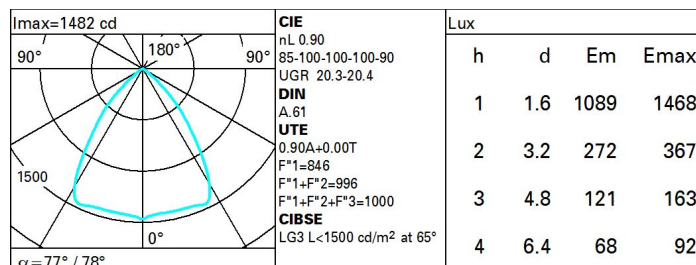 Imax=1482 cd
90°
180°
90°
1500
0°
α=77° / 78°
CIE
nL 0.90
85-100-100-100-90
UGR 20.3-20.4
DIN
A.61
UTE
0.90A+0.00T
F"1=846
F"1+F"2=996
F"1+F"2+F"3=1000
CIBSE
LG3 L<1500 cd/m² at 65°
Lux
h d Em Emax
1 1.6 1089 1468
2 3.2 272 367
3 4.8 121 163
4 6.4 68 92